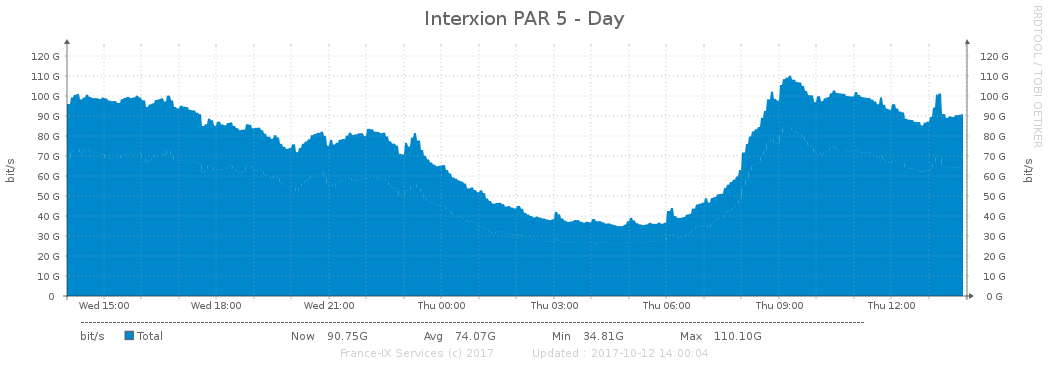 Interxion PAR 5 - Day
RRDTOOL / TOBI OETIKER
120 G 120 G
110 G 110 G
100 G 100 G
90 G 90 G
80 G 80 G
70 G 70 G
60 G 60 G
50 G 50 G
40 G 40 G
30 G 30 G
20 G 20 G
10 G 10 G
0 0 G
bit/s bit/s
Wed 15:00 Wed 18:00 Wed 21:00 Thu 00:00 Thu 03:00 Thu 06:00 Thu 09:00 Thu 12:00
bit/s Total Now 90.75G Avg 74.07G Min 34.81G Max 110.10G
France-IX Services (c) 2017 Updated : 2017-10-12 14:00:04